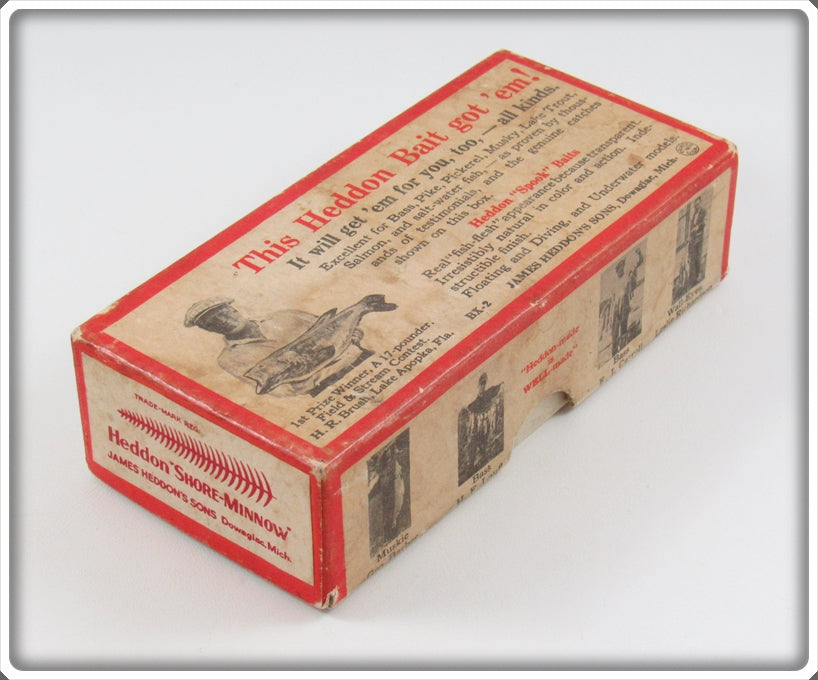 "This Heddon Bait got 'em!
It will get 'em for you, too, — all kinds.
Excellent for Bass, Pike, Pickerel, Musky, Lake Trout,
Salmon, and salt-water fish, — as proven by thous-
ands of testimonials, and the genuine catches
shown on this box.
Heddon "Spook" Baits
Real "fish-flesh" appearance because transparent.
Irresistibly natural in color and action. Inde-
structible finish.
Floating and Diving, and Underwater models.
BX-2 JAMES HEDDON'S SONS, Dowagiac, Mich.
1st Prize Winner, A 17-pounder.
Field & Stream Contest.
H. R. Brush, Lake Apopka, Fla.
TRADE-MARK REG.
Heddon "SHORE-MINNOW"
JAMES HEDDON'S SONS Dowagiac, Mich.
Muskie
Bass
"Heddon-made
is
WELL-made"
Bass
Wall Eyes